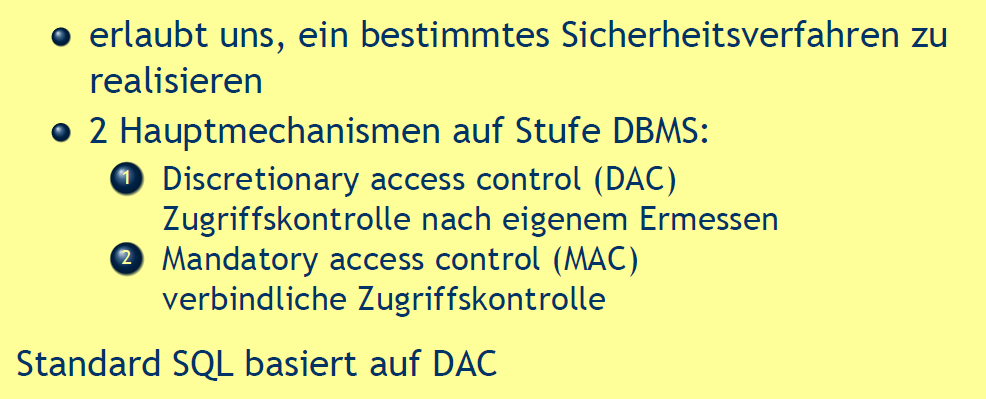 erlaubt uns, ein bestimmtes Sicherheitsverfahren zu
realisieren
2 Hauptmechanismen auf Stufe DBMS:
1 Discretionary access control (DAC)
Zugriffskontrolle nach eigenem Ermessen
2 Mandatory access control (MAC)
verbindliche Zugriffskontrolle
Standard SQL basiert auf DAC